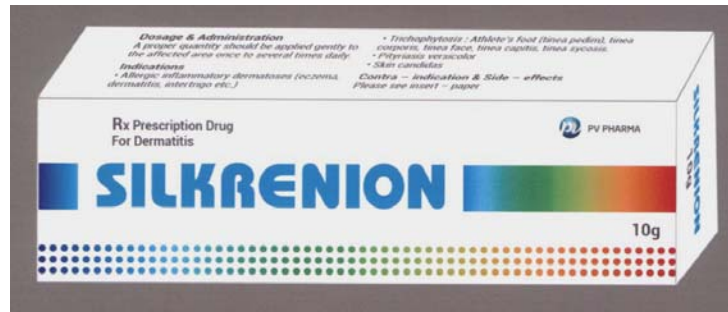 Dosage & Administration
A proper quantity should be applied gently to
the affected area once to several times daily.
Indications
• Allergic inflammatory dermatoses (eczema,
dermatitis, intertrigo etc.)
• Trichophytosis : Athlete's foot (tinea pedim), tinea
corporis, tinea face, tinea capitis, tinea sycosis.
• Pityriasis versicolor
• Skin candidas
Contra – indication & Side – effects
Please see insert – paper
Rx Prescription Drug
For Dermatitis
PV PHARMA
SILKRENION
10g
SILKRENION
10g